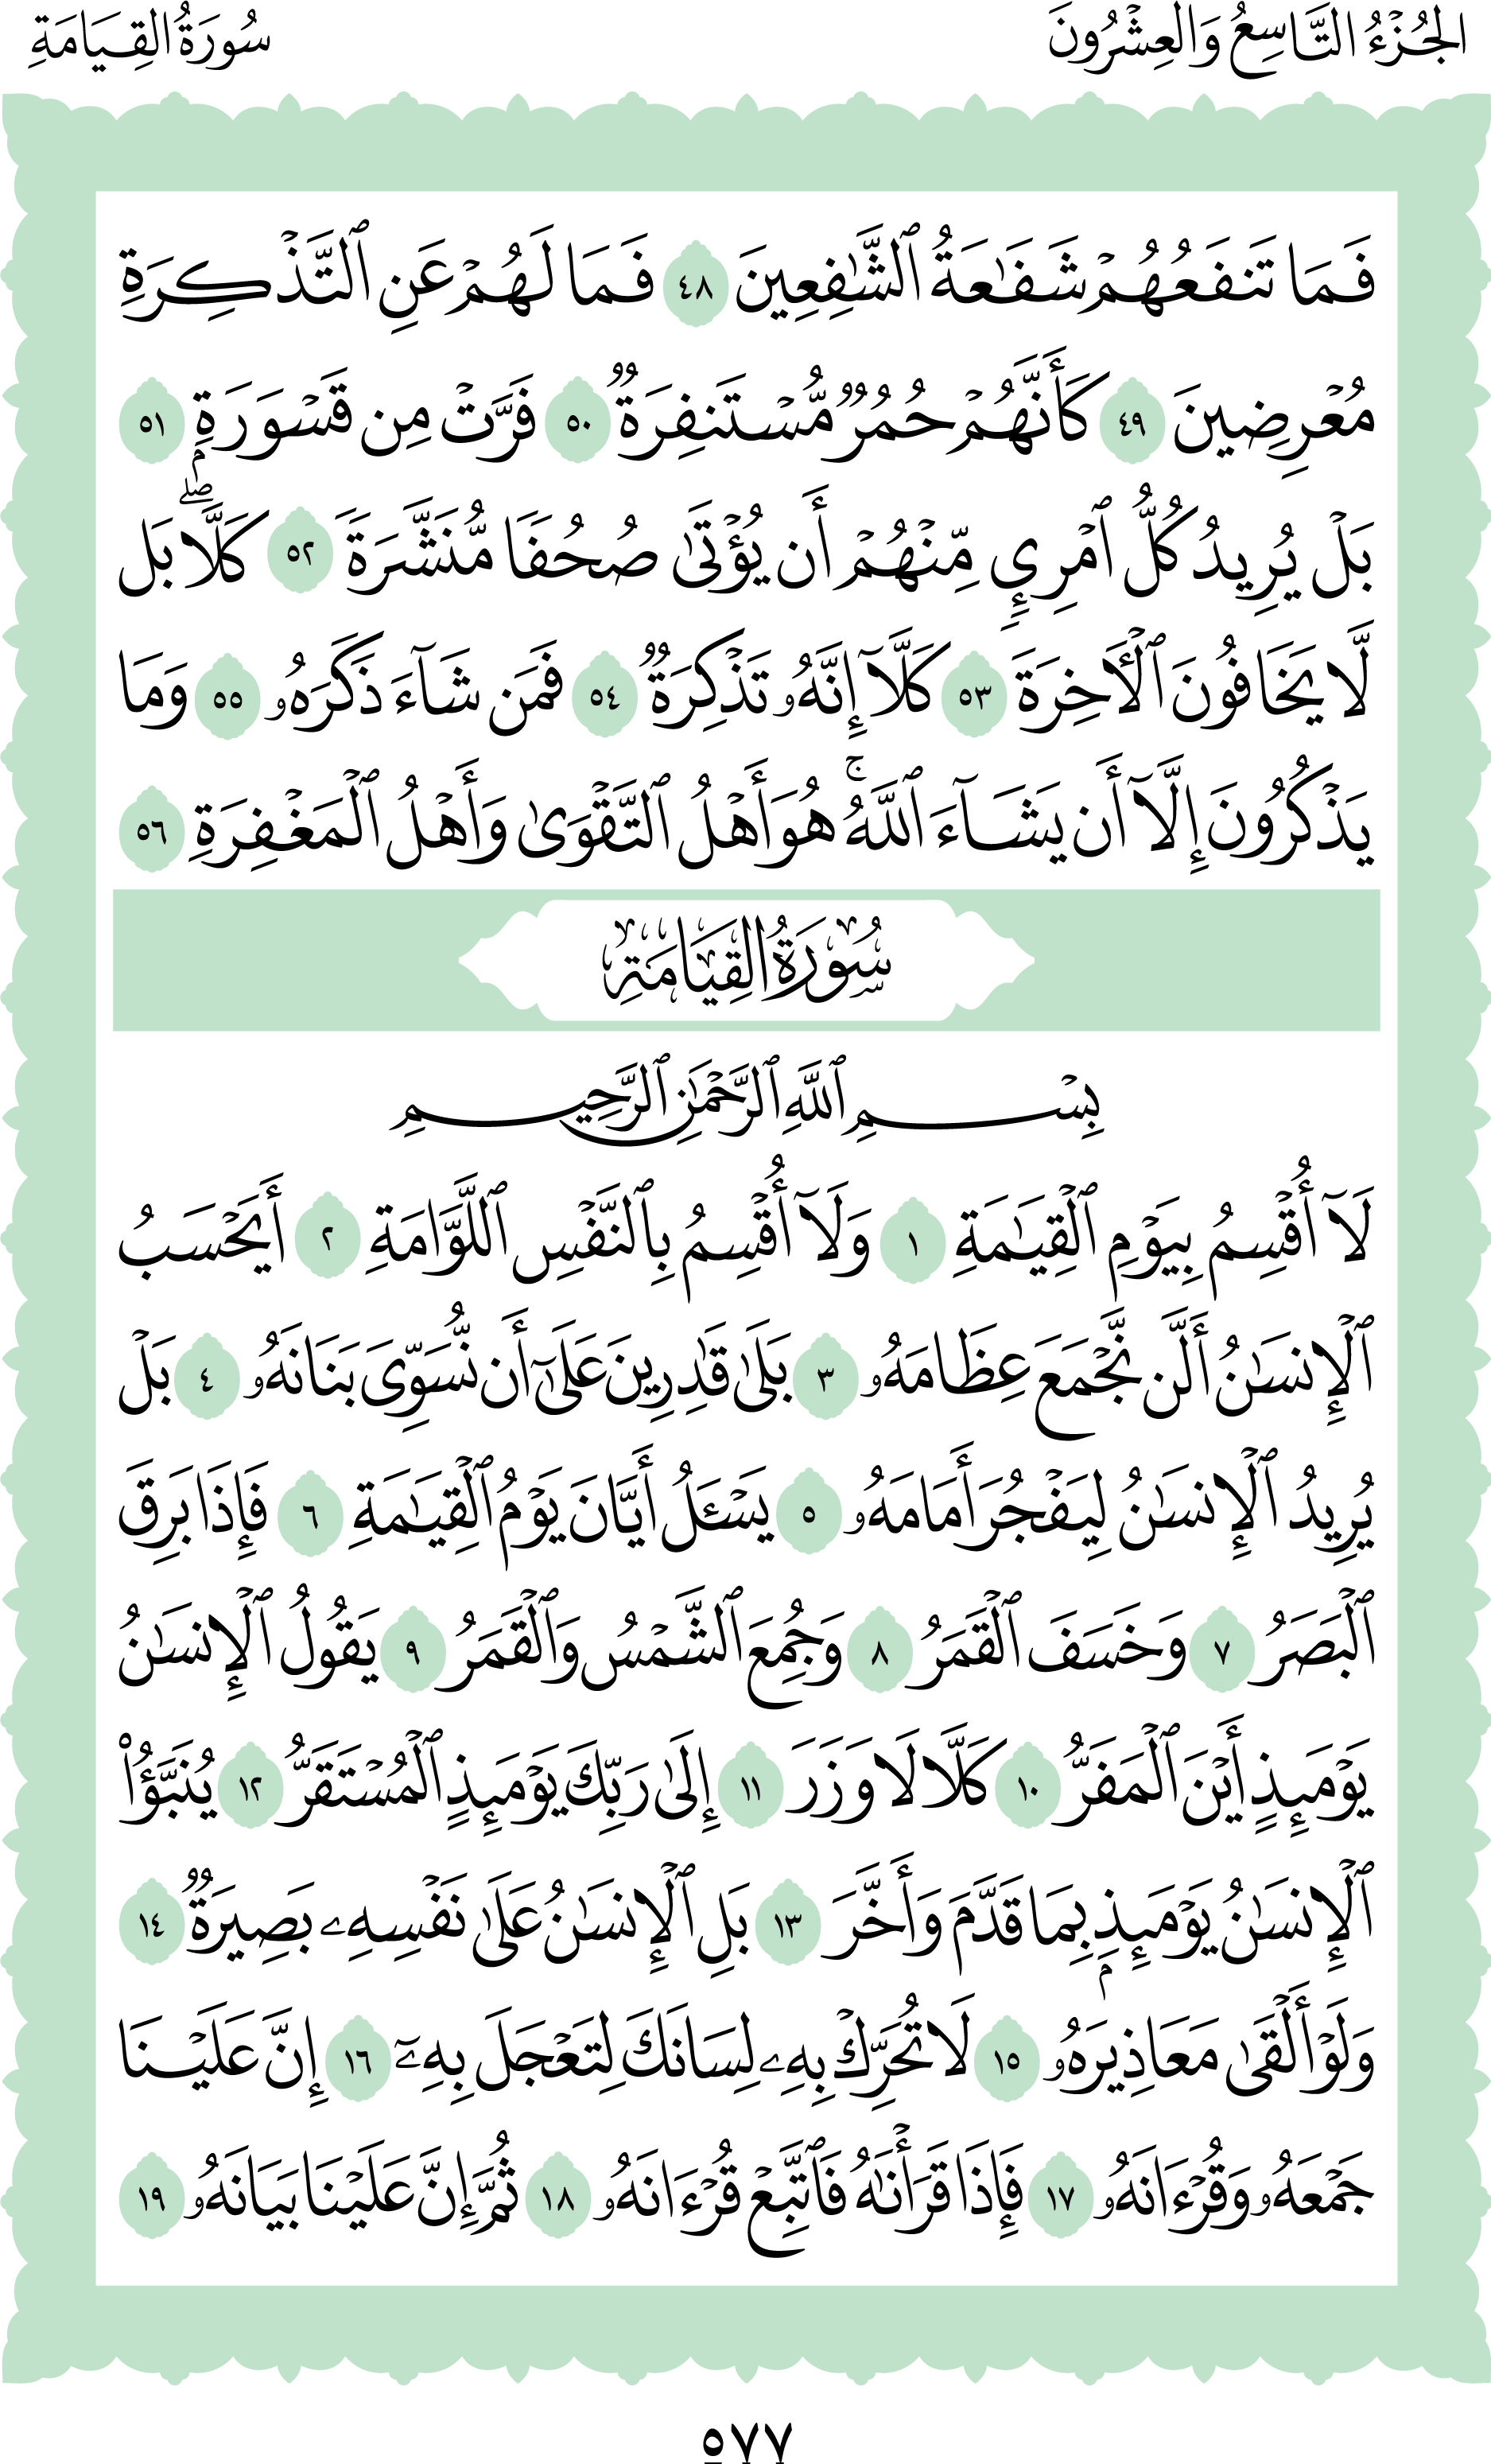 الجُزْءُ التَّاسِعُ وَالعِشْرُونَ
سُورَةُ القِيَامَةِ
فَمَا تَنفَعُهُمْ شَفَٰعَةُ ٱلشَّٰفِعِينَ ٤٨ فَمَا لَهُمْ عَنِ ٱلتَّذْكِرَةِ
مُعْرِضِينَ ٤٩ كَأَنَّهُمْ حُمُرٌ مُّسْتَنفِرَةٌ ٥٠ فَرَّتْ مِن قَسْوَرَةِۭ ٥١
بَلْ يُرِيدُ كُلُّ ٱمْرِئٍ مِّنْهُمْ أَن يُؤْتَىٰ صُحُفًا مُّنَشَّرَةً ٥٢ كَلَّاۖ بَل
لَّا يَخَافُونَ ٱلْأٓخِرَةَ ٥٣ كَلَّآ إِنَّهُۥ تَذْكِرَةٌ ٥٤ فَمَن شَآءَ ذَكَرَهُۥ ٥٥ وَمَا
يَذْكُرُونَ إِلَّآ أَن يَشَآءَ ٱللَّهُۚ هُوَ أَهْلُ ٱلتَّقْوَىٰ وَأَهْلُ ٱلْمَغْفِرَةِ ٥٦
سُورَةُ القِيَامَةِ
بِسْمِ ٱللَّهِ ٱلرَّحْمَٰنِ ٱلرَّحِيمِ
لَآ أُقْسِمُ بِيَوْمِ ٱلْقِيَٰمَةِ ١ وَلَآ أُقْسِمُ بِٱلنَّفْسِ ٱللَّوَّامَةِ ٢ أَيَحْسَبُ
ٱلْإِنسَٰنُ أَلَّن نَّجْمَعَ عِظَامَهُۥ ٣ بَلَىٰ قَٰدِرِينَ عَلَىٰٓ أَن نُّسَوِّىَ بَنَانَهُۥ ٤ بَلْ
يُرِيدُ ٱلْإِنسَٰنُ لِيَفْجُرَ أَمَامَهُۥ ٥ يَسْـَٔلُ أَيَّانَ يَوْمُ ٱلْقِيَٰمَةِ ٦ فَإِذَا بَرِقَ
ٱلْبَصَرُ ٧ وَخَسَفَ ٱلْقَمَرُ ٨ وَجُمِعَ ٱلشَّمْسُ وَٱلْقَمَرُ ٩ يَقُولُ ٱلْإِنسَٰنُ
يَوْمَئِذٍ أَيْنَ ٱلْمَفَرُّ ١٠ كَلَّا لَا وَزَرَ ١١ إِلَىٰ رَبِّكَ يَوْمَئِذٍ ٱلْمُسْتَقَرُّ ١٢ يُنَبَّؤُا۟
ٱلْإِنسَٰنُ يَوْمَئِذِۭ بِمَا قَدَّمَ وَأَخَّرَ ١٣ بَلِ ٱلْإِنسَٰنُ عَلَىٰ نَفْسِهِۦ بَصِيرَةٌ ١٤
وَلَوْ أَلْقَىٰ مَعَاذِيرَهُۥ ١٥ لَا تُحَرِّكْ بِهِۦ لِسَانَكَ لِتَعْجَلَ بِهِۦٓ ١٦ إِنَّ عَلَيْنَا
جَمْعَهُۥ وَقُرْءَانَهُۥ ١٧ فَإِذَا قَرَأْنَٰهُ فَٱتَّبِعْ قُرْءَانَهُۥ ١٨ ثُمَّ إِنَّ عَلَيْنَا بَيَانَهُۥ ١٩
٥٧٧